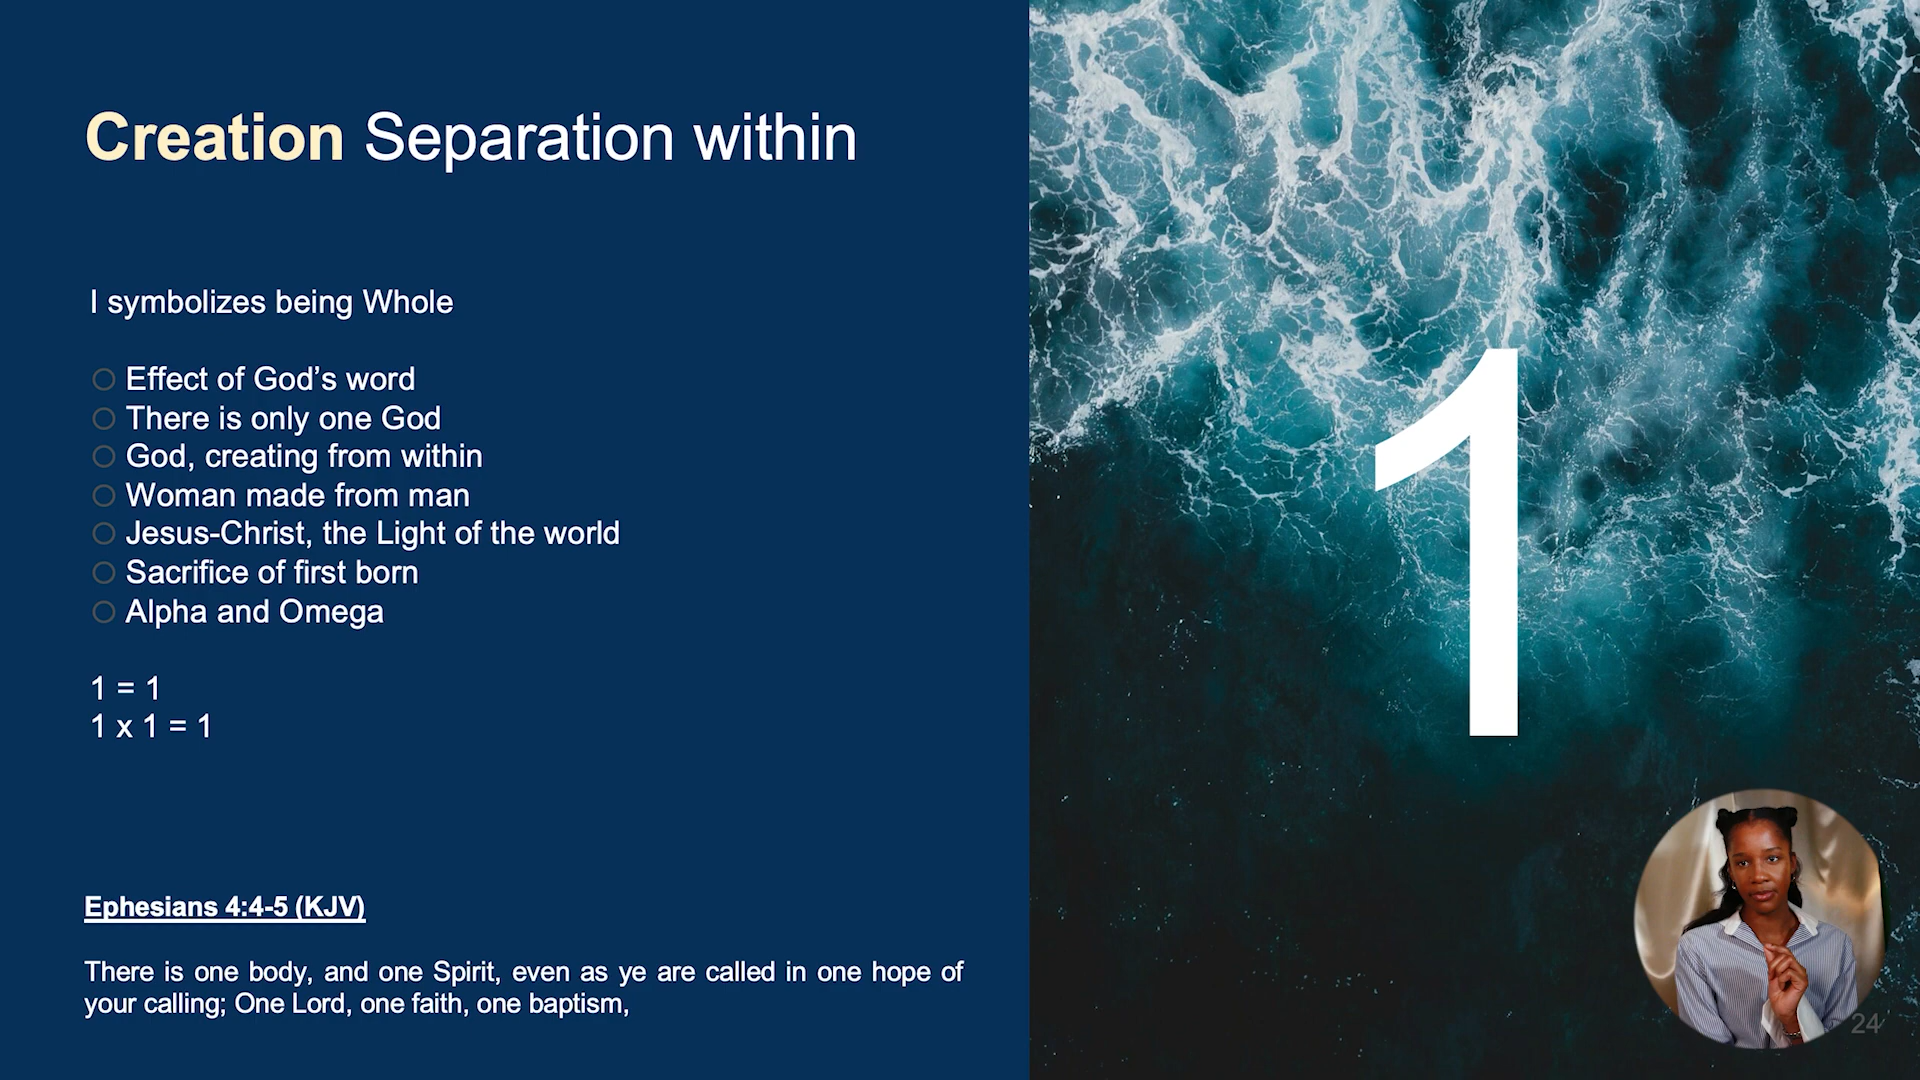 Creation Separation within
I symbolizes being Whole
Effect of God’s word
There is only one God
God, creating from within
Woman made from man
Jesus-Christ, the Light of the world
Sacrifice of first born
Alpha and Omega
1 = 1
1 x 1 = 1
Ephesians 4:4-5 (KJV)
There is one body, and one Spirit, even as ye are called in one hope of
your calling; One Lord, one faith, one baptism,
1
24